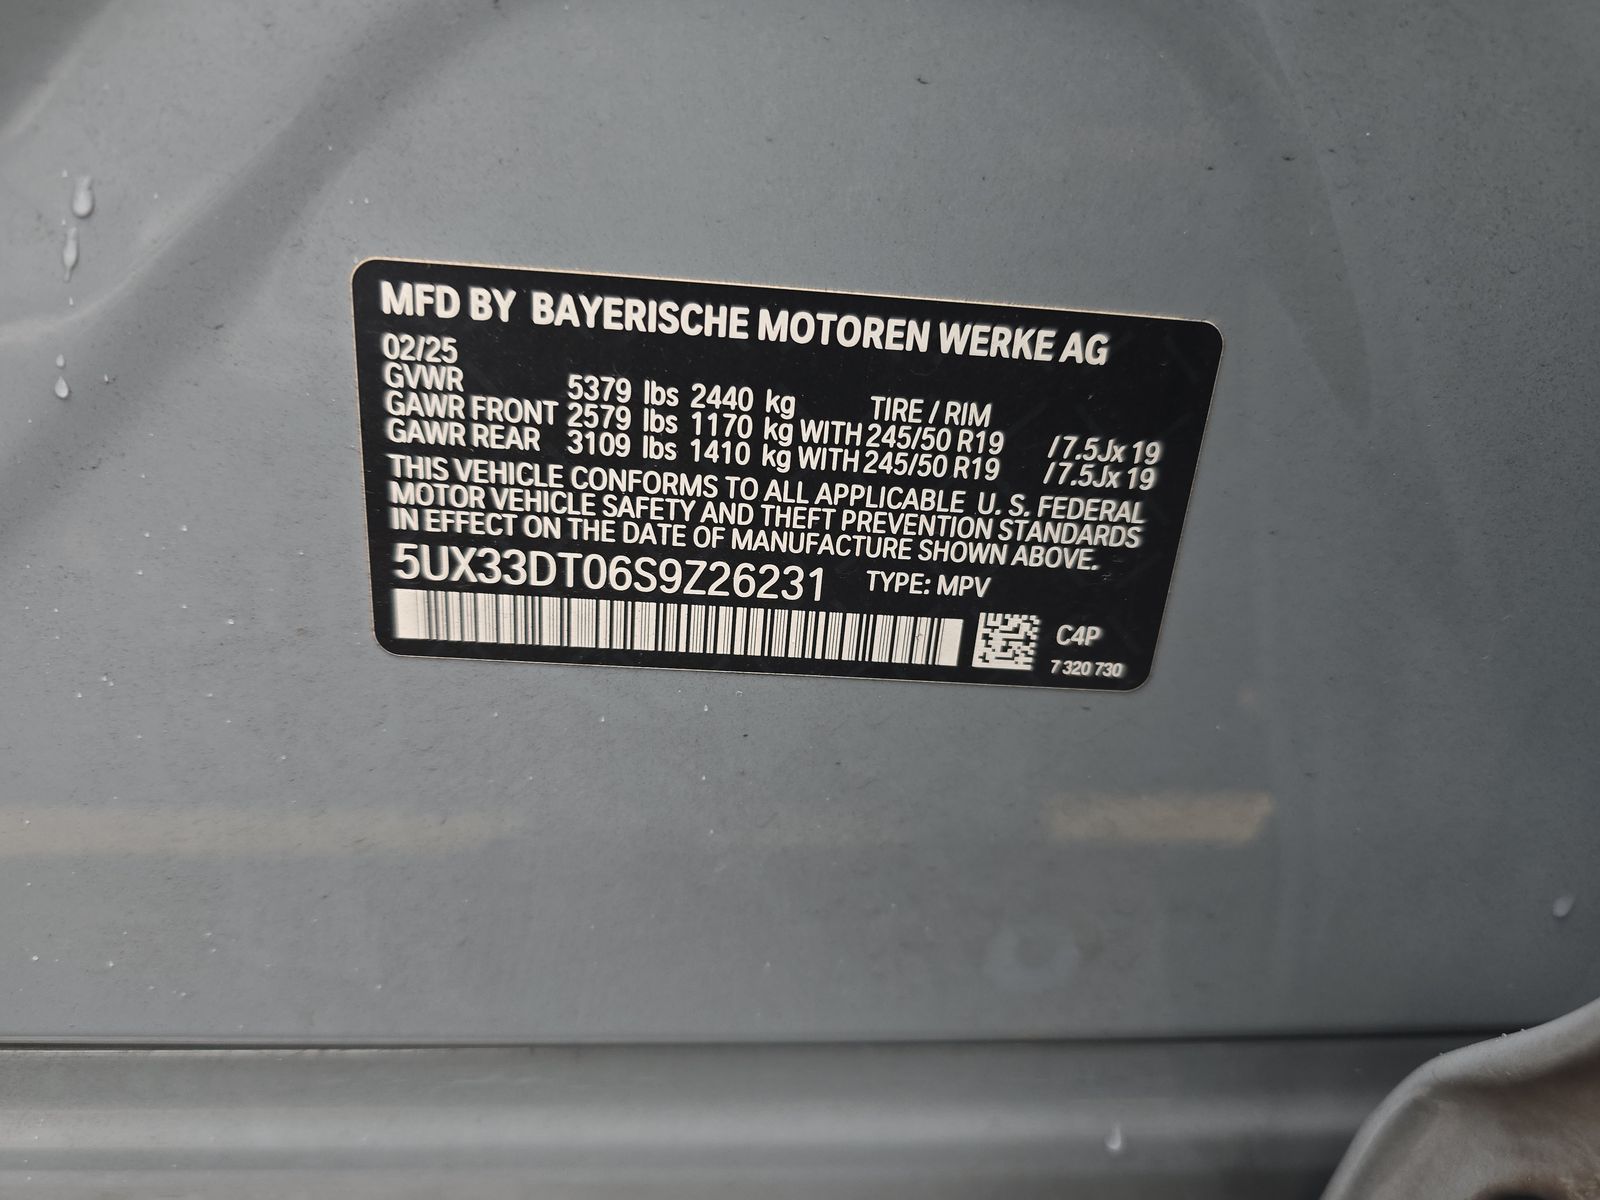 MFD BY BAYERISCHE MOTOREN WERKE AG
02/25
GVWR 5379 lbs 2440 kg TIRE / RIM
GAWR FRONT 2579 lbs 1170 kg WITH 245/50 R19 / 7.5Jx 19
GAWR REAR 3109 lbs 1410 kg WITH 245/50 R19 / 7.5Jx 19
THIS VEHICLE CONFORMS TO ALL APPLICABLE U. S. FEDERAL
MOTOR VEHICLE SAFETY AND THEFT PREVENTION STANDARDS
IN EFFECT ON THE DATE OF MANUFACTURE SHOWN ABOVE.
5UX33DT06S9Z26231 TYPE: MPV
C4P
7 320 730